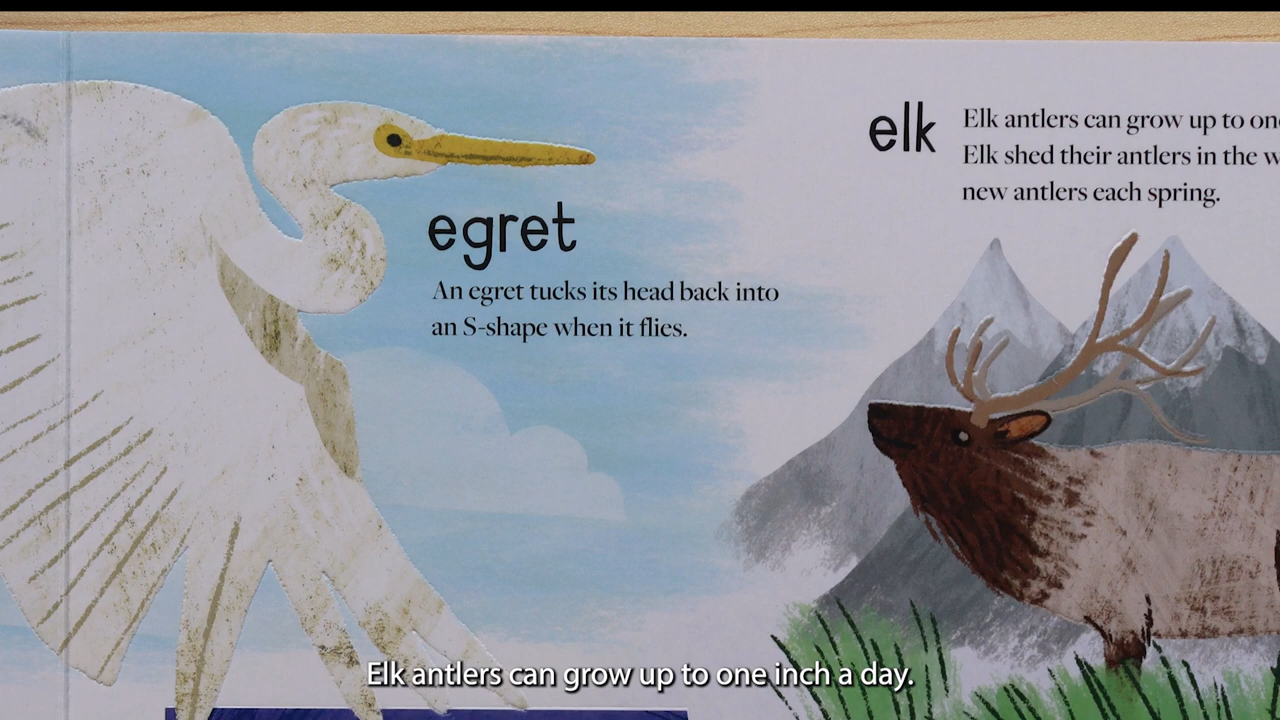 egret
An egret tucks its head back into
an S-shape when it flies.
elk
Elk antlers can grow up to
Elk shed their antlers in the
new antlers each spring.
Elk antlers can grow up to one inch a day.